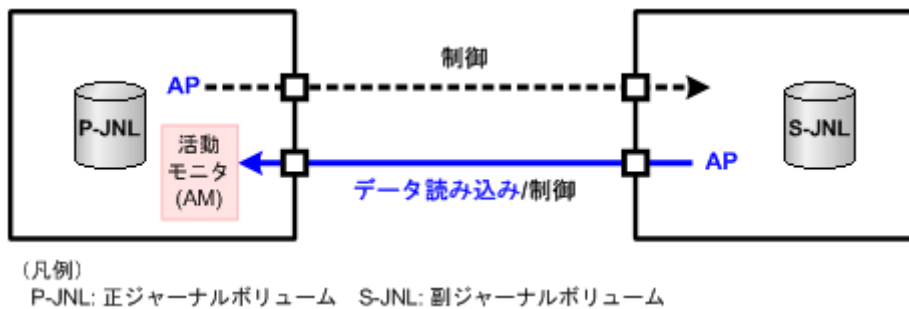 制御
AP
P-JNL
S-JNL
活動
モニタ
(AM)
AP
データ読み込み/制御
(凡例)
P-JNL: 正ジャーナルボリューム S-JNL: 副ジャーナルボリューム